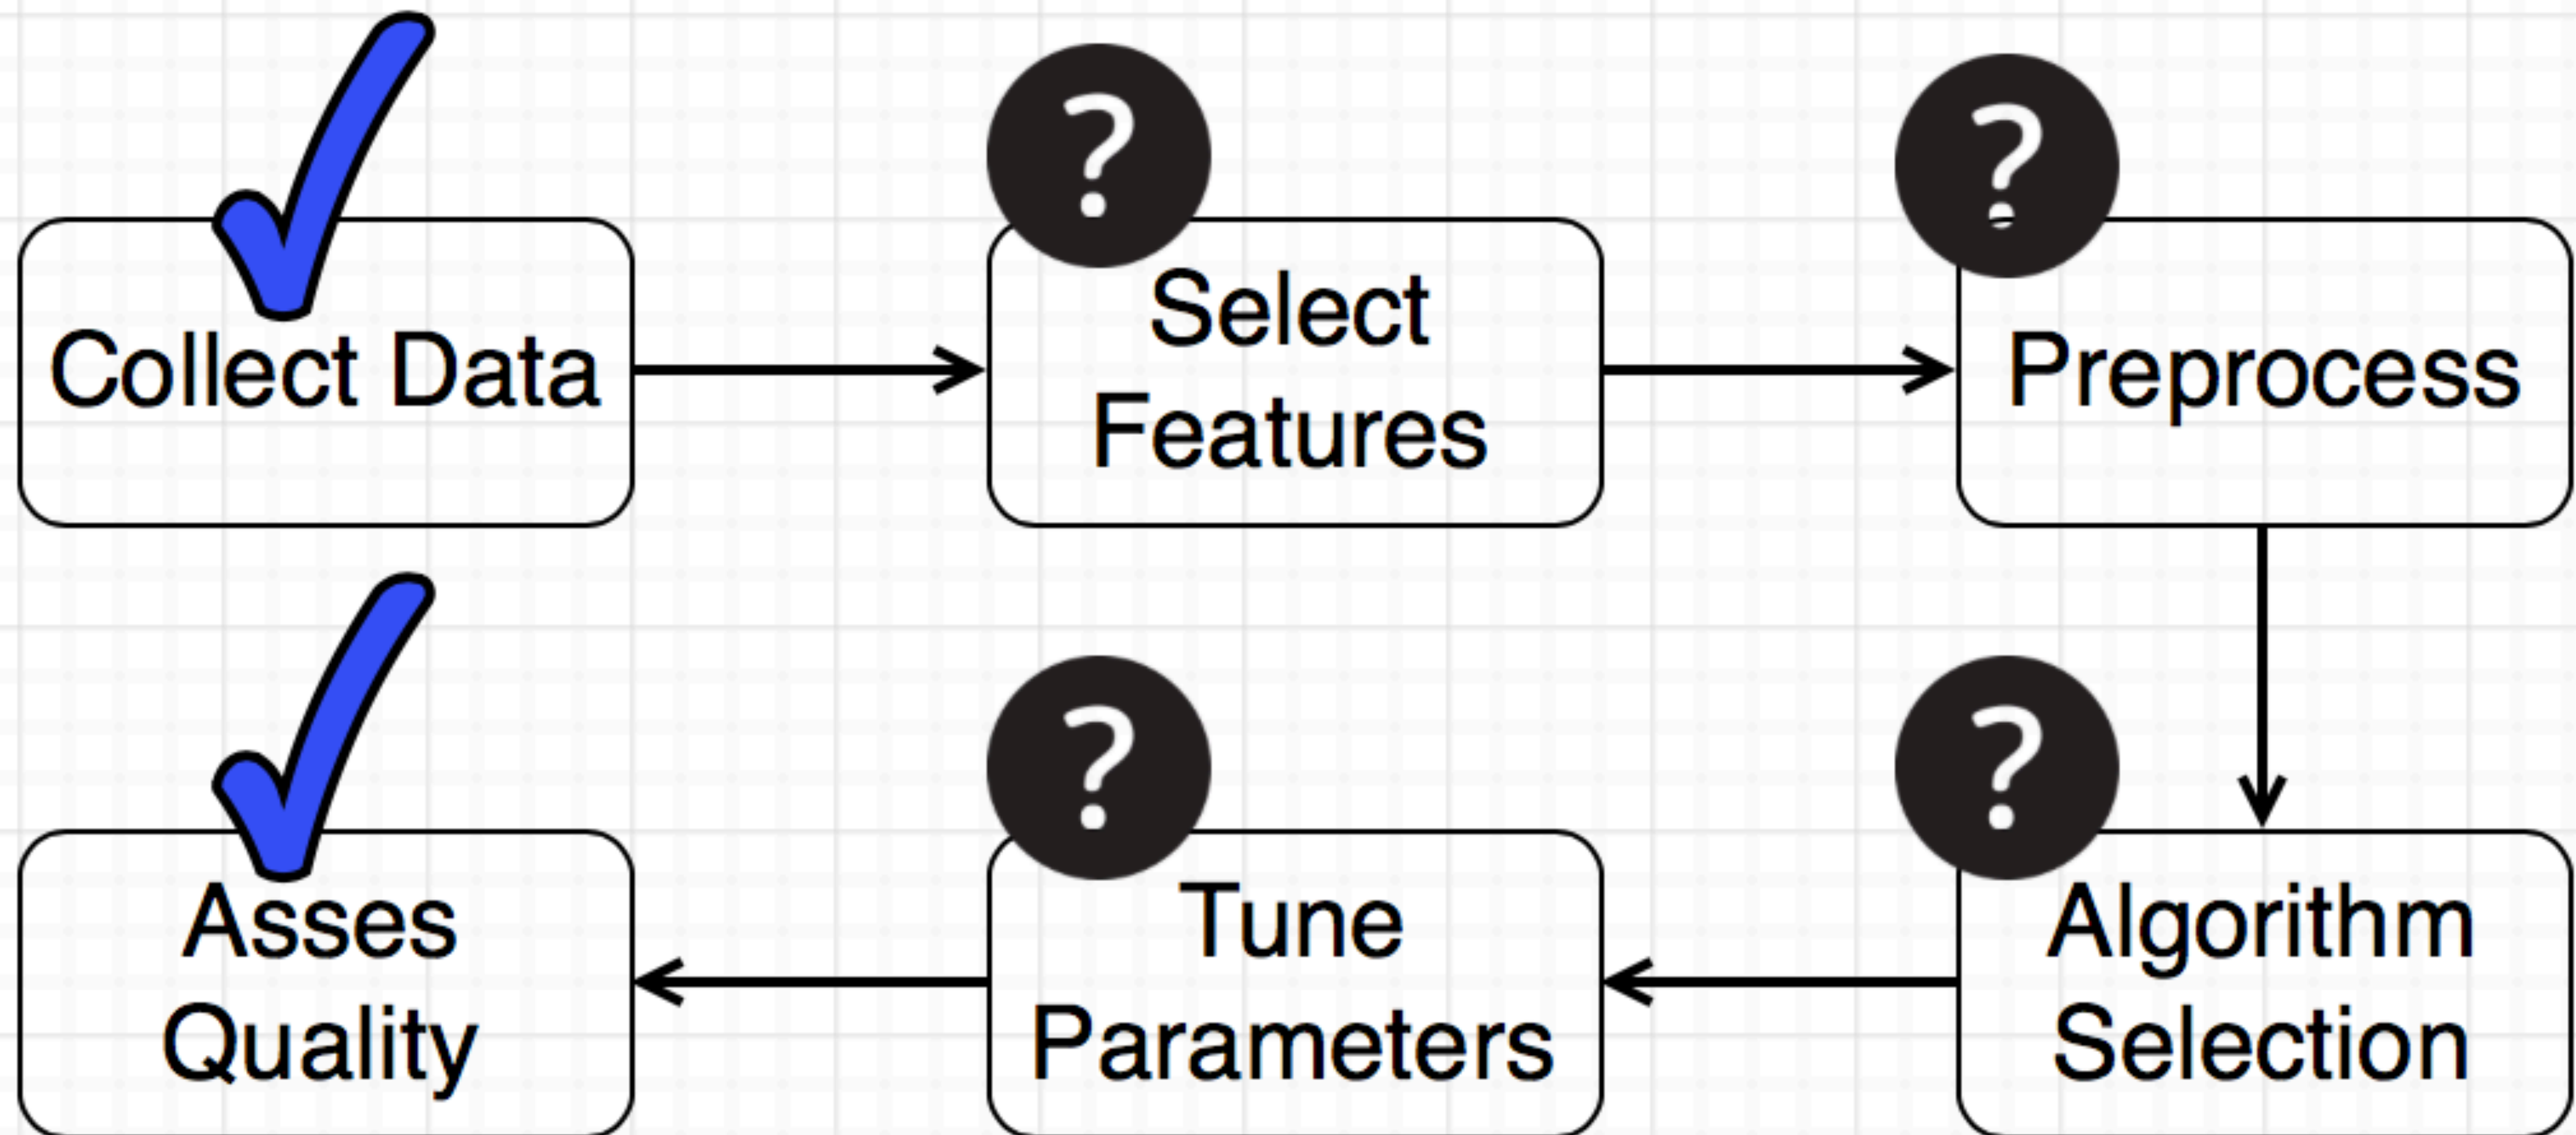 ?
?
Collect Data
Select
Features
Preprocess
?
?
Asses
Quality
Tune
Parameters
Algorithm
Selection